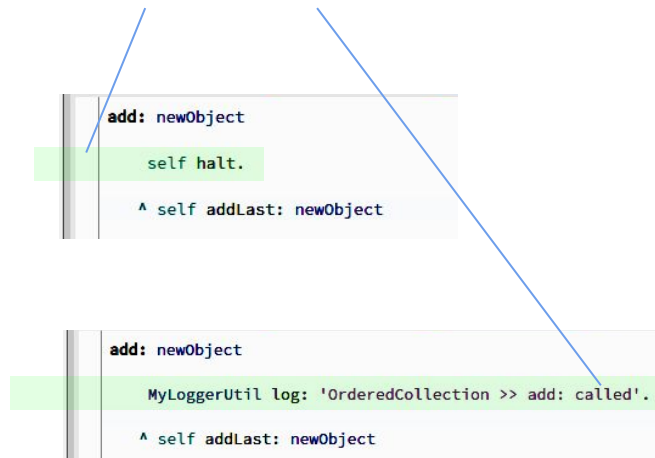 add: newObject
self halt.
^ self addLast: newObject
add: newObject
MyLoggerUtil log: 'OrderedCollection >> add: called'.
^ self addLast: newObject